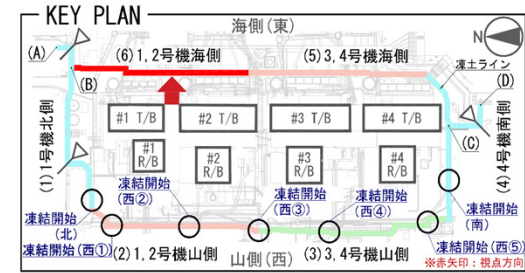 KEY PLAN
海側(東)
N
(A)
(6)1,2号機海側
(5)3,4号機海側
凍土ライン
(B)
(D)
(C)
#1 T/B
#2 T/B
#3 T/B
#4 T/B
(1)1号機北側
(4)4号機南側
#1
R/B
#2
R/B
#3
R/B
#4
R/B
凍結開始
(西②)
凍結開始
(西③)
凍結開始
(西④)
凍結開始
(南)
凍結開始
(北)
凍結開始(西①)
(2)1,2号機山側
(3)3,4号機山側
凍結開始(西⑤)
山側(西)
※赤矢印:視点方向